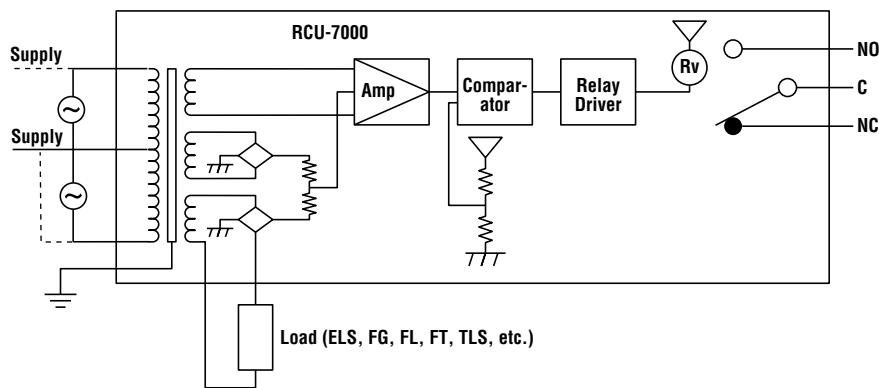 RCU-7000
Supply
NO
Rv
Amp
Compar-
ator
Relay
Driver
C
NC
Supply
Load (ELS, FG, FL, FT, TLS, etc.)